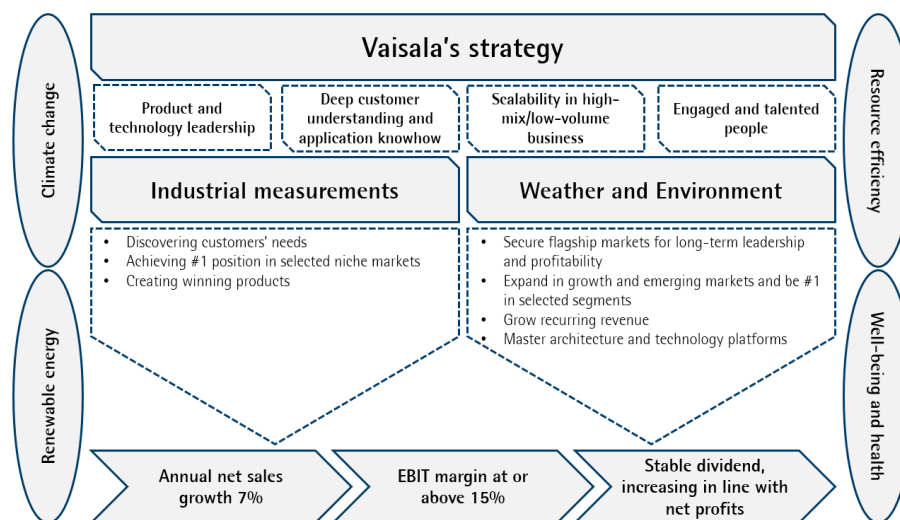 Vaisala's strategy
Climate change
Resource efficiency
Product and
technology leadership
Deep customer
understanding and
application knowhow
Scalability in high-
mix/low-volume
business
Engaged and talented
people
Industrial measurements
Weather and Environment
• Discovering customers' needs
• Achieving #1 position in selected niche markets
• Creating winning products
• Secure flagship markets for long-term leadership
and profitability
• Expand in growth and emerging markets and be #1
in selected segments
• Grow recurring revenue
• Master architecture and technology platforms
Renewable energy
Well-being and health
Annual net sales
growth 7%
EBIT margin at or
above 15%
Stable dividend,
increasing in line with
net profits